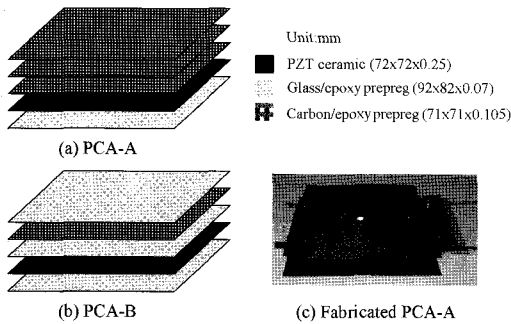 Unit:mm
PZT ceramic (72x72x0.25)
Glass/epoxy prepreg (92x82x0.07)
Carbon/epoxy prepreg (71x71x0.105)
(a) PCA-A
(b) PCA-B
(c) Fabricated PCA-A